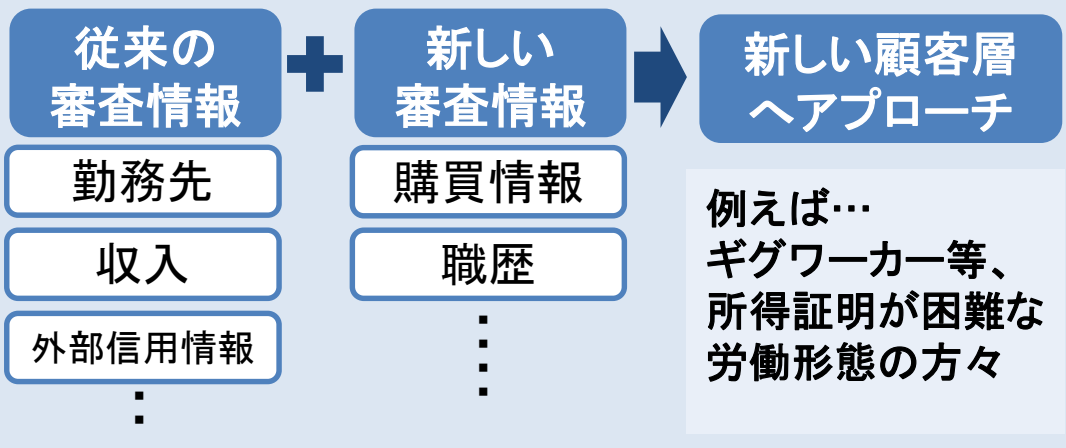 従来の
審査情報
勤務先
収入
外部信用情報
:
+
新しい
審査情報
購買情報
職歴
⋮
新しい顧客層
へアプローチ
例えば…
ギグワーカー等、
所得証明が困難な
労働形態の方々